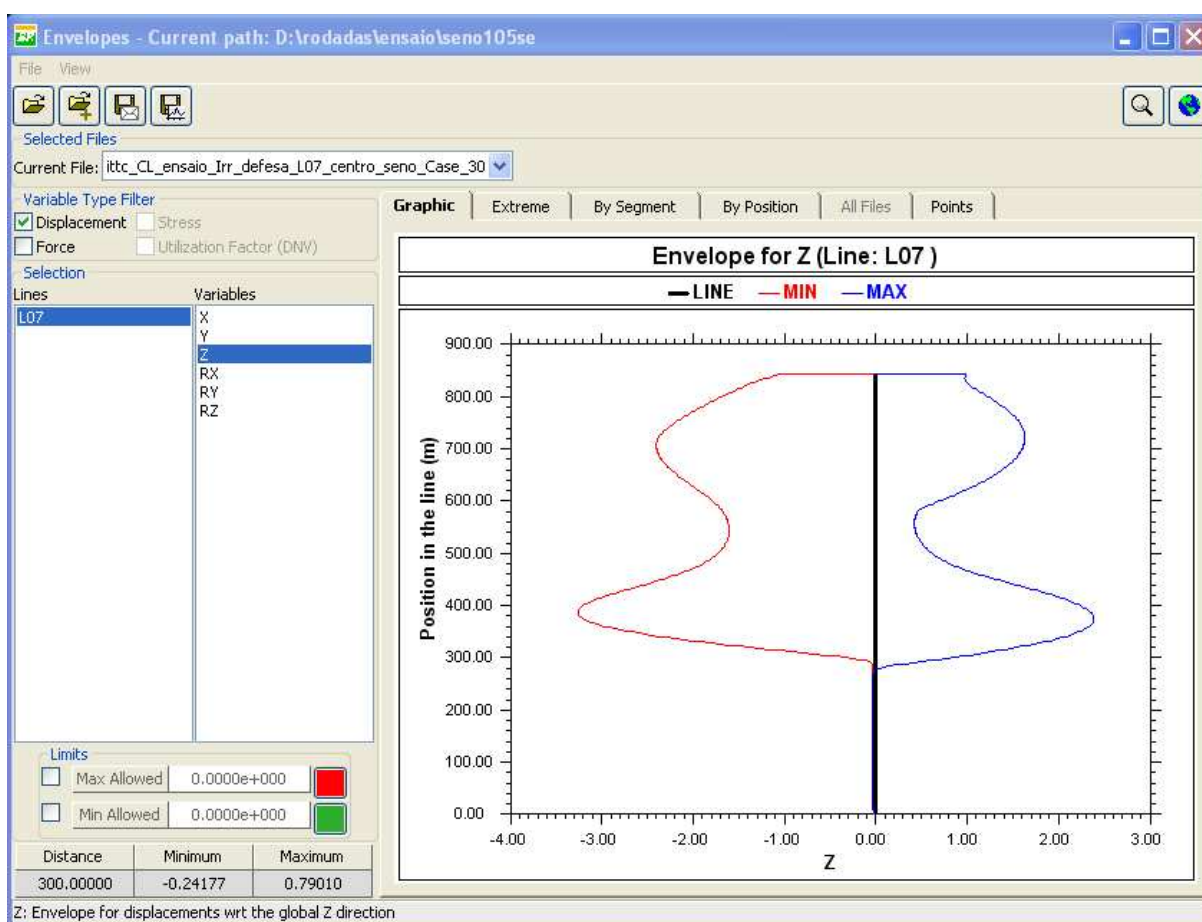 Envelopes - Current path: D:\rodadas\ensaio\seno105se
File View
Selected Files
Current File: ittc_CL_ensaio_Irr_defesa_L07_centro_seno_Case_30
Variable Type Filter
Displacement Stress
Force Utilization Factor (DNV)
Selection
Lines Variables
L07
X
Y
Z
RX
RY
RZ
Limits
Max Allowed 0.0000e+000
Min Allowed 0.0000e+000
Distance Minimum Maximum
300.00000 -0.24177 0.79010
Graphic Extreme By Segment By Position All Files Points
Envelope for Z (Line: L07 )
LINE MIN MAX
900.00
800.00
700.00
600.00
500.00
400.00
300.00
200.00
100.00
0.00
Position in the line (m)
-4.00 -3.00 -2.00 -1.00 0.00 1.00 2.00 3.00
Z
Z: Envelope for displacements wrt the global Z direction